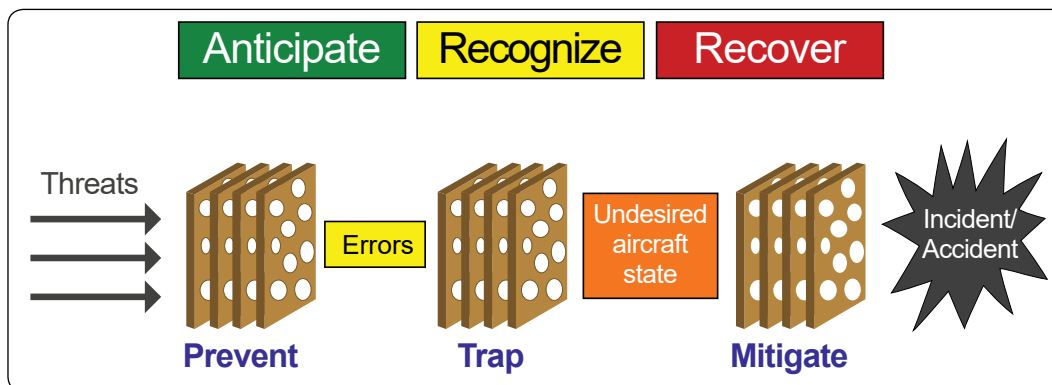 Anticipate
Recognize
Recover
Threats
Errors
Undesired
aircraft
state
Incident/
Accident
Prevent
Trap
Mitigate